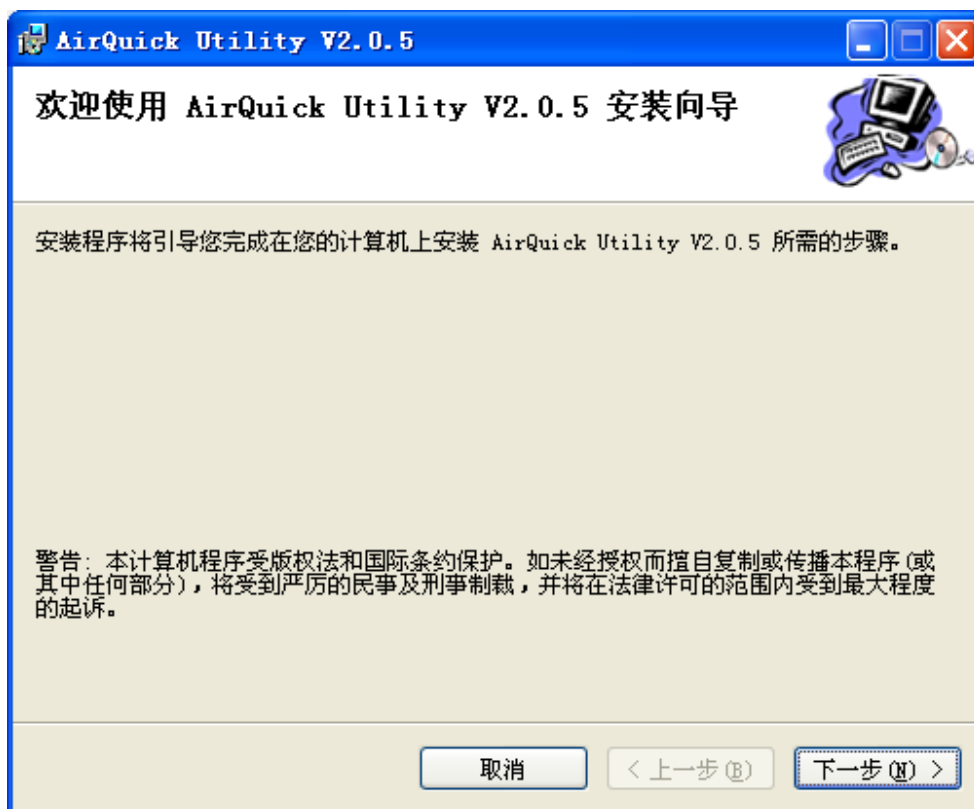 AirQuick Utility V2.0.5
欢迎使用 AirQuick Utility V2.0.5 安装向导
安装程序将引导您完成在您的计算机上安装 AirQuick Utility V2.0.5 所需的步骤。
警告: 本计算机程序受版权法和国际条约保护。如未经授权而擅自复制或传播本程序(或
其中任何部分)，将受到严厉的民事及刑事制裁，并将在法律许可的范围内受到最大程度
的起诉。
取消
< 上一步(B)
下一步(N) >